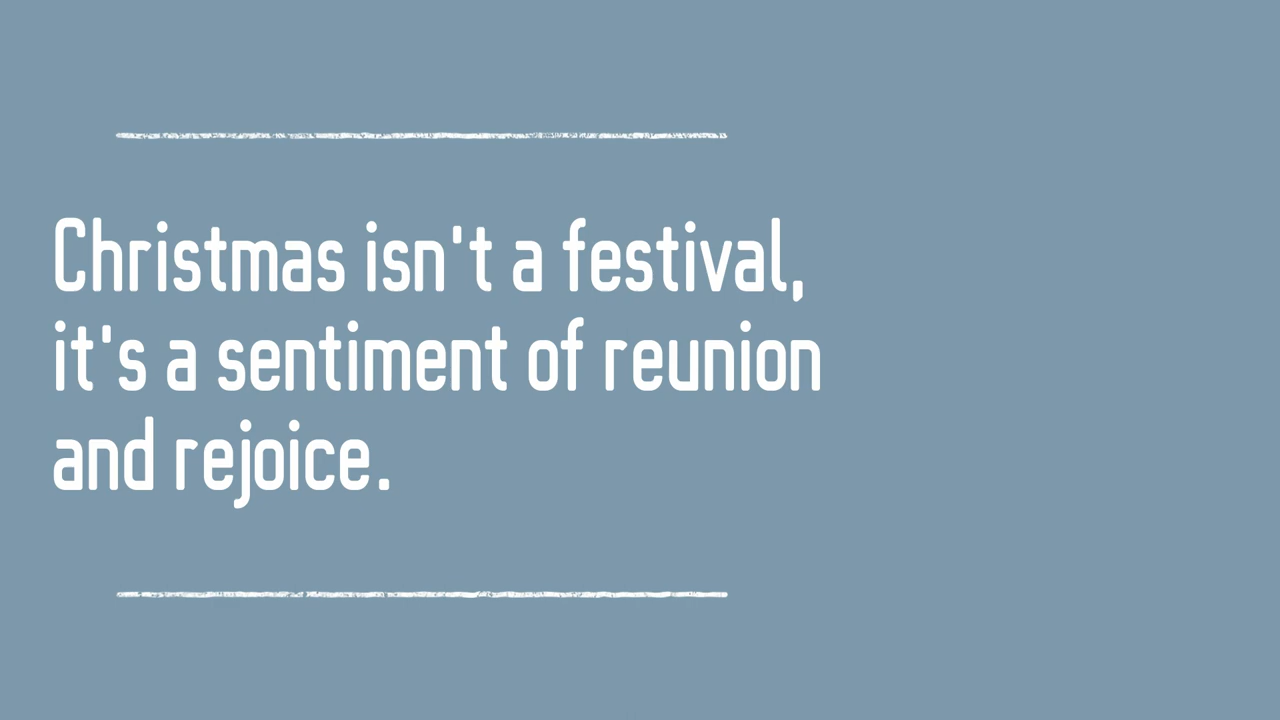 Christmas isn't a festival,
it's a sentiment of reunion
and rejoice.